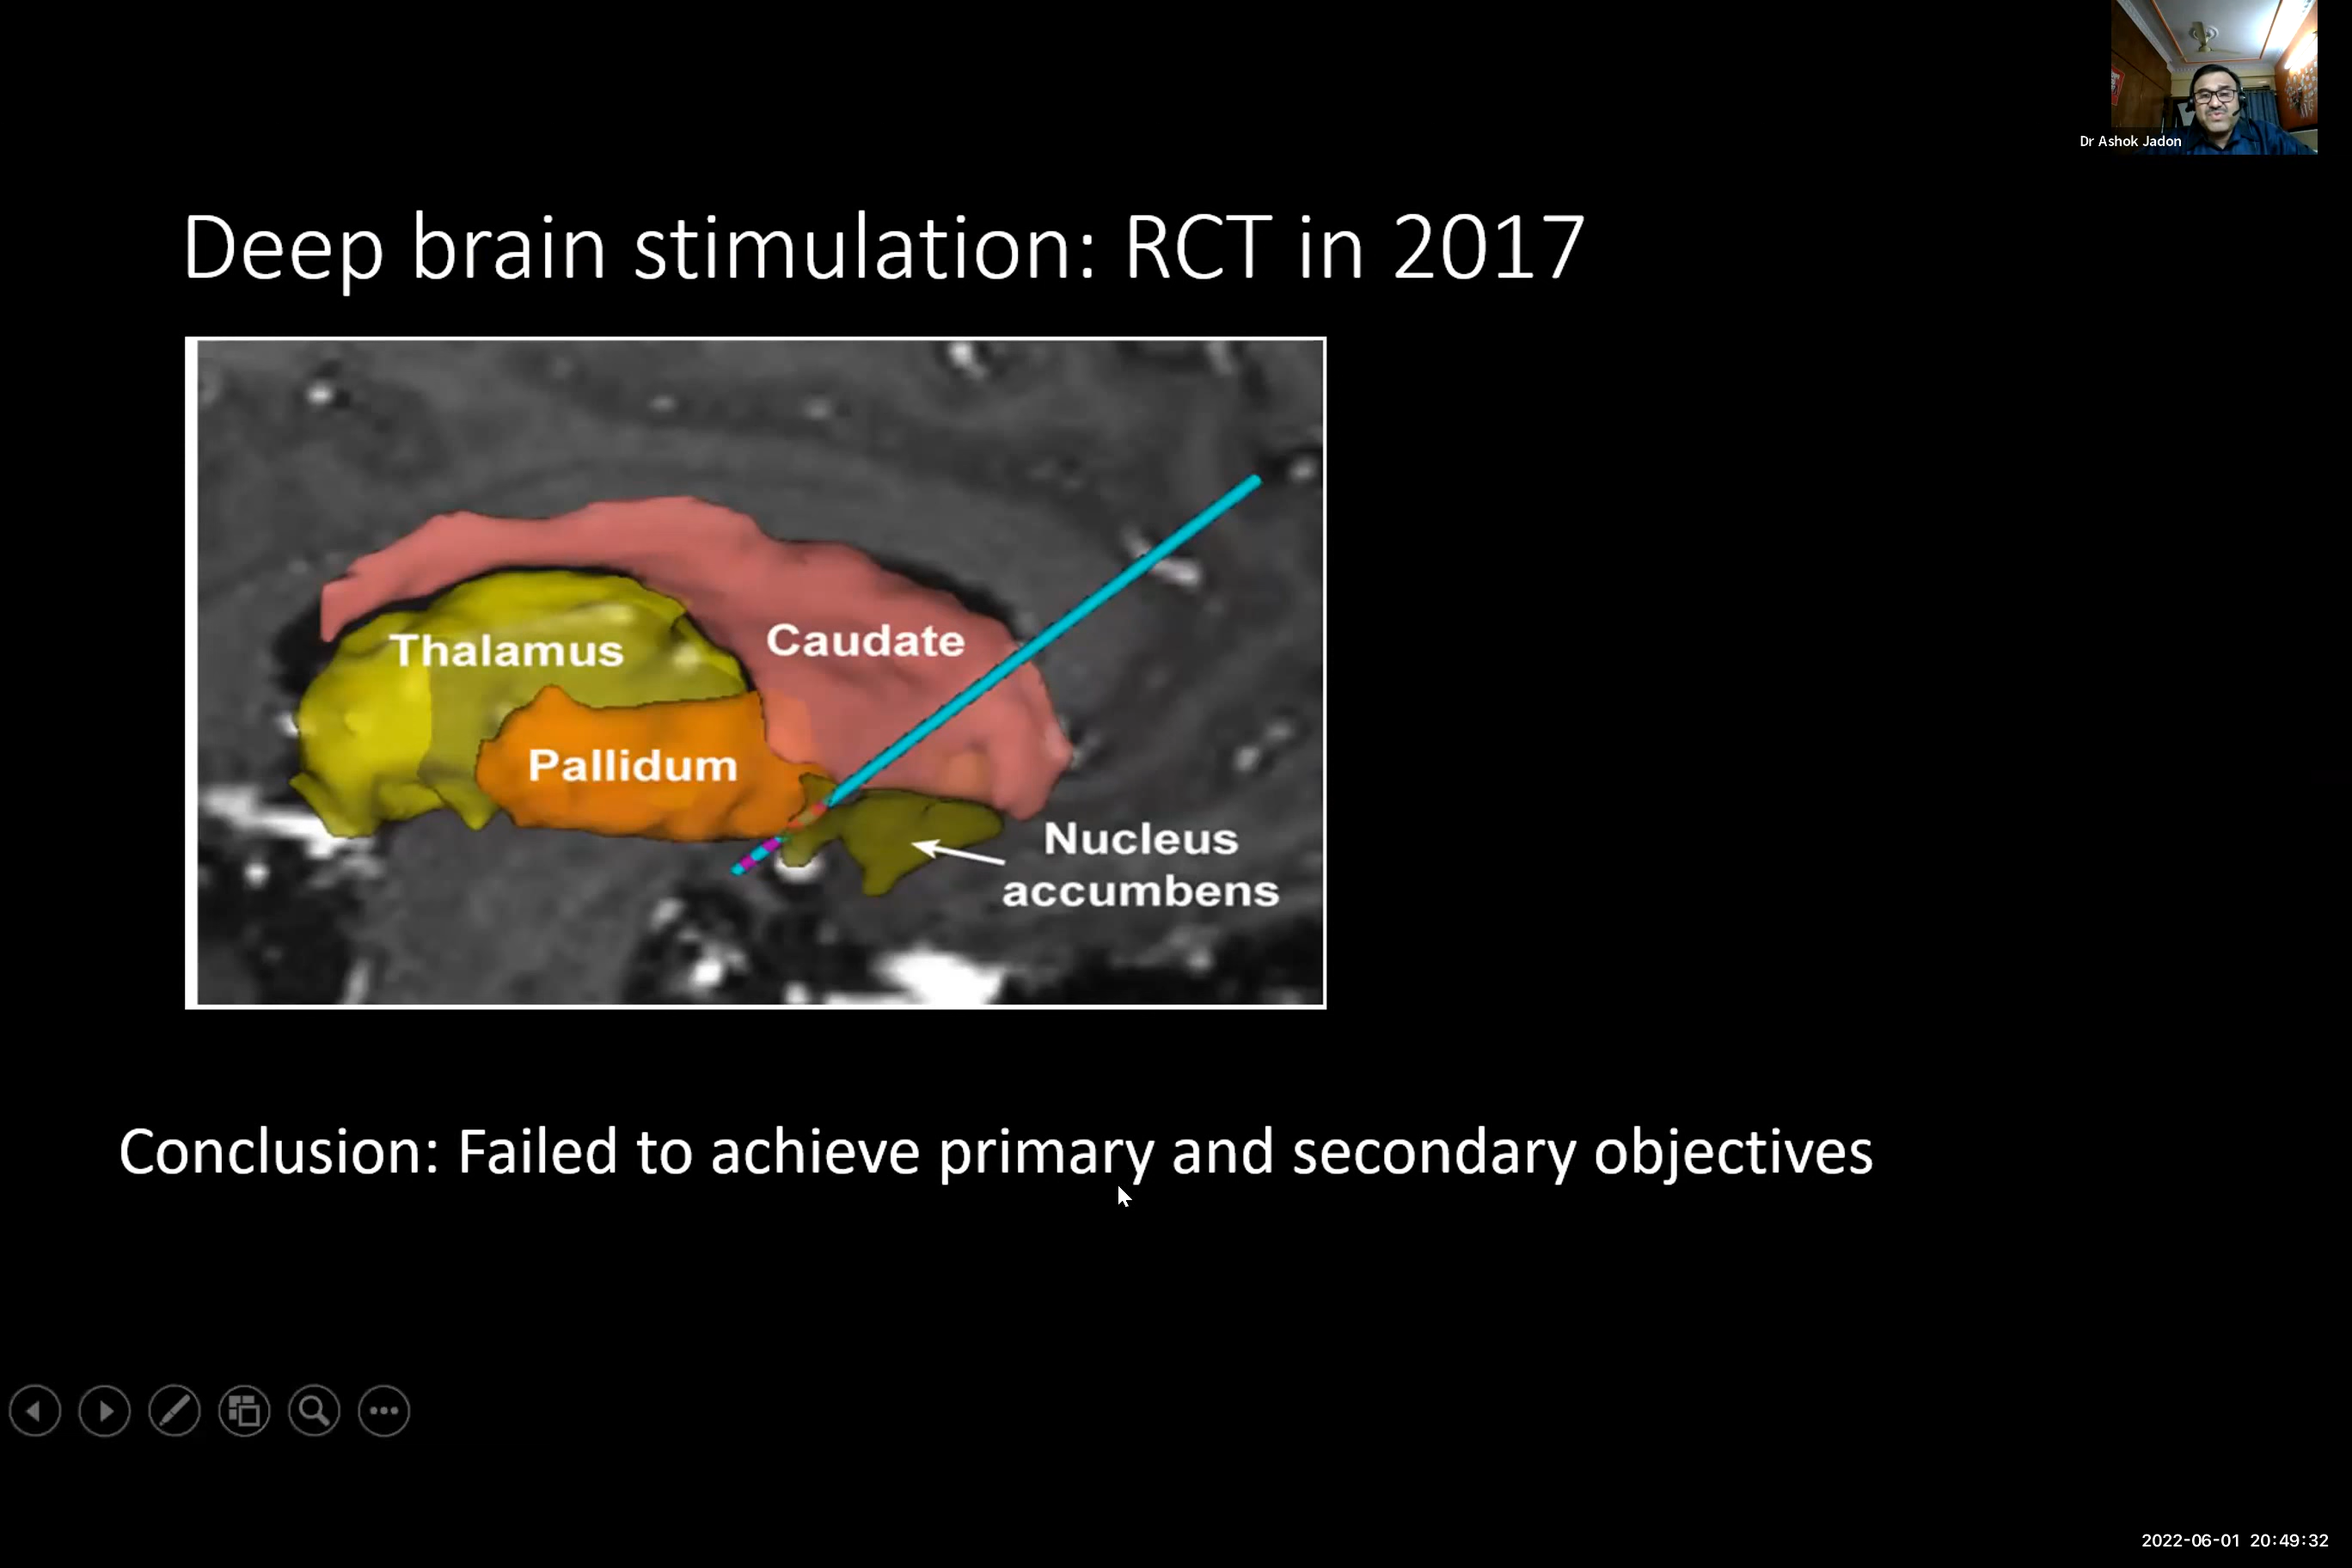 Dr Ashok Jadon
Deep brain stimulation: RCT in 2017
Thalamus
Caudate
Pallidum
Nucleus
accumbens
Conclusion: Failed to achieve primary and secondary objectives
2022-06-01 20:49:32